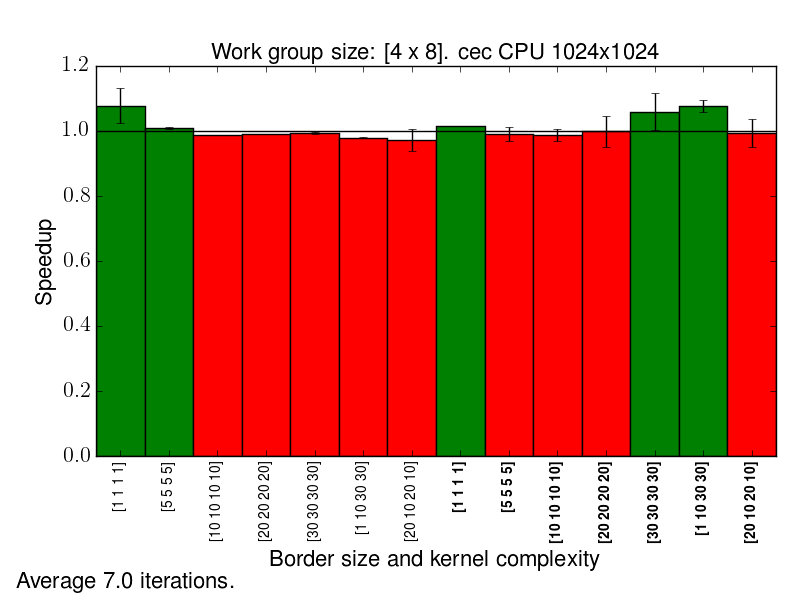 Work group size: [4 x 8]. cec CPU 1024x1024
1.2
1.0
0.8
0.6
0.4
0.2
0.0
Speedup
[1 1 1 1]
[5 5 5 5]
[10 10 10 10]
[20 20 20 20]
[30 30 30 30]
[1 10 30 30]
[20 10 20 10]
[1 1 1 1]
[5 5 5 5]
[10 10 10 10]
[20 20 20 20]
[30 30 30 30]
[1 10 30 30]
[20 10 20 10]
Border size and kernel complexity
Average 7.0 iterations.